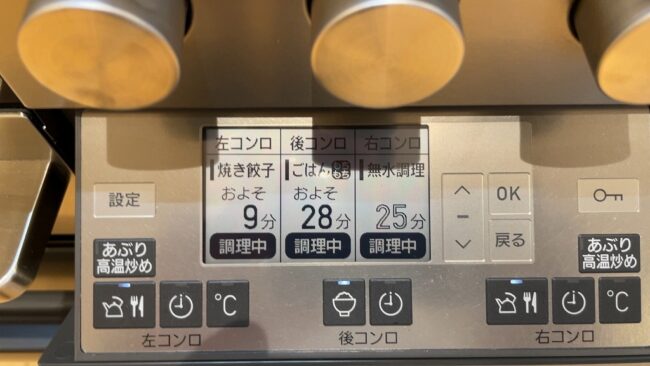 左コンロ 後コンロ 右コンロ
焼き餃子 ごはん 無水調理
およそ およそ
9分 28分 25分
調理中 調理中 調理中
設定
OK
戻る
あぶり
高温炒め
あぶり
高温炒め
℃
℃
左コンロ
後コンロ
右コンロ